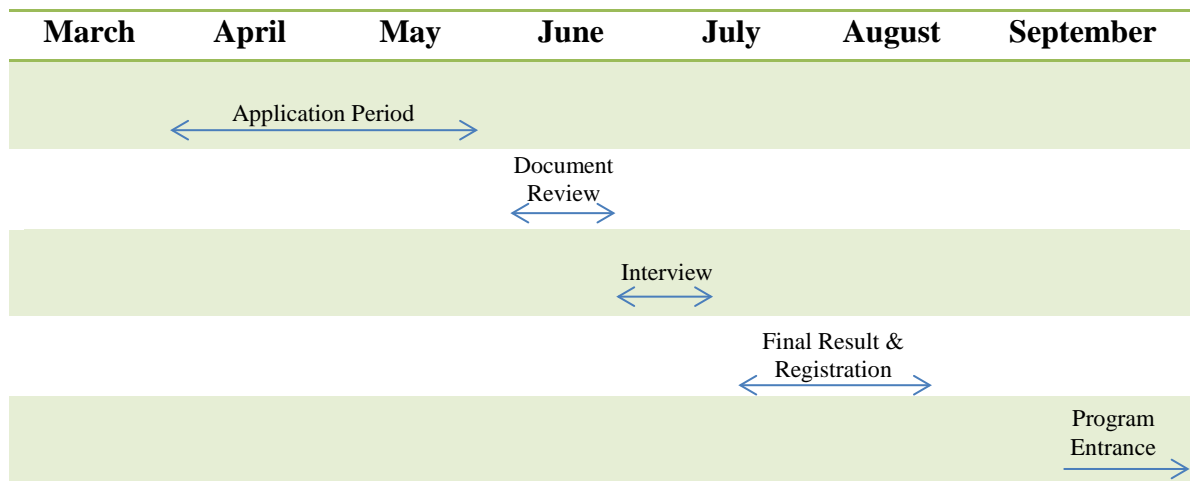 March April May June July August September
Application Period
Document
Review
Interview
Final Result &
Registration
Program
Entrance